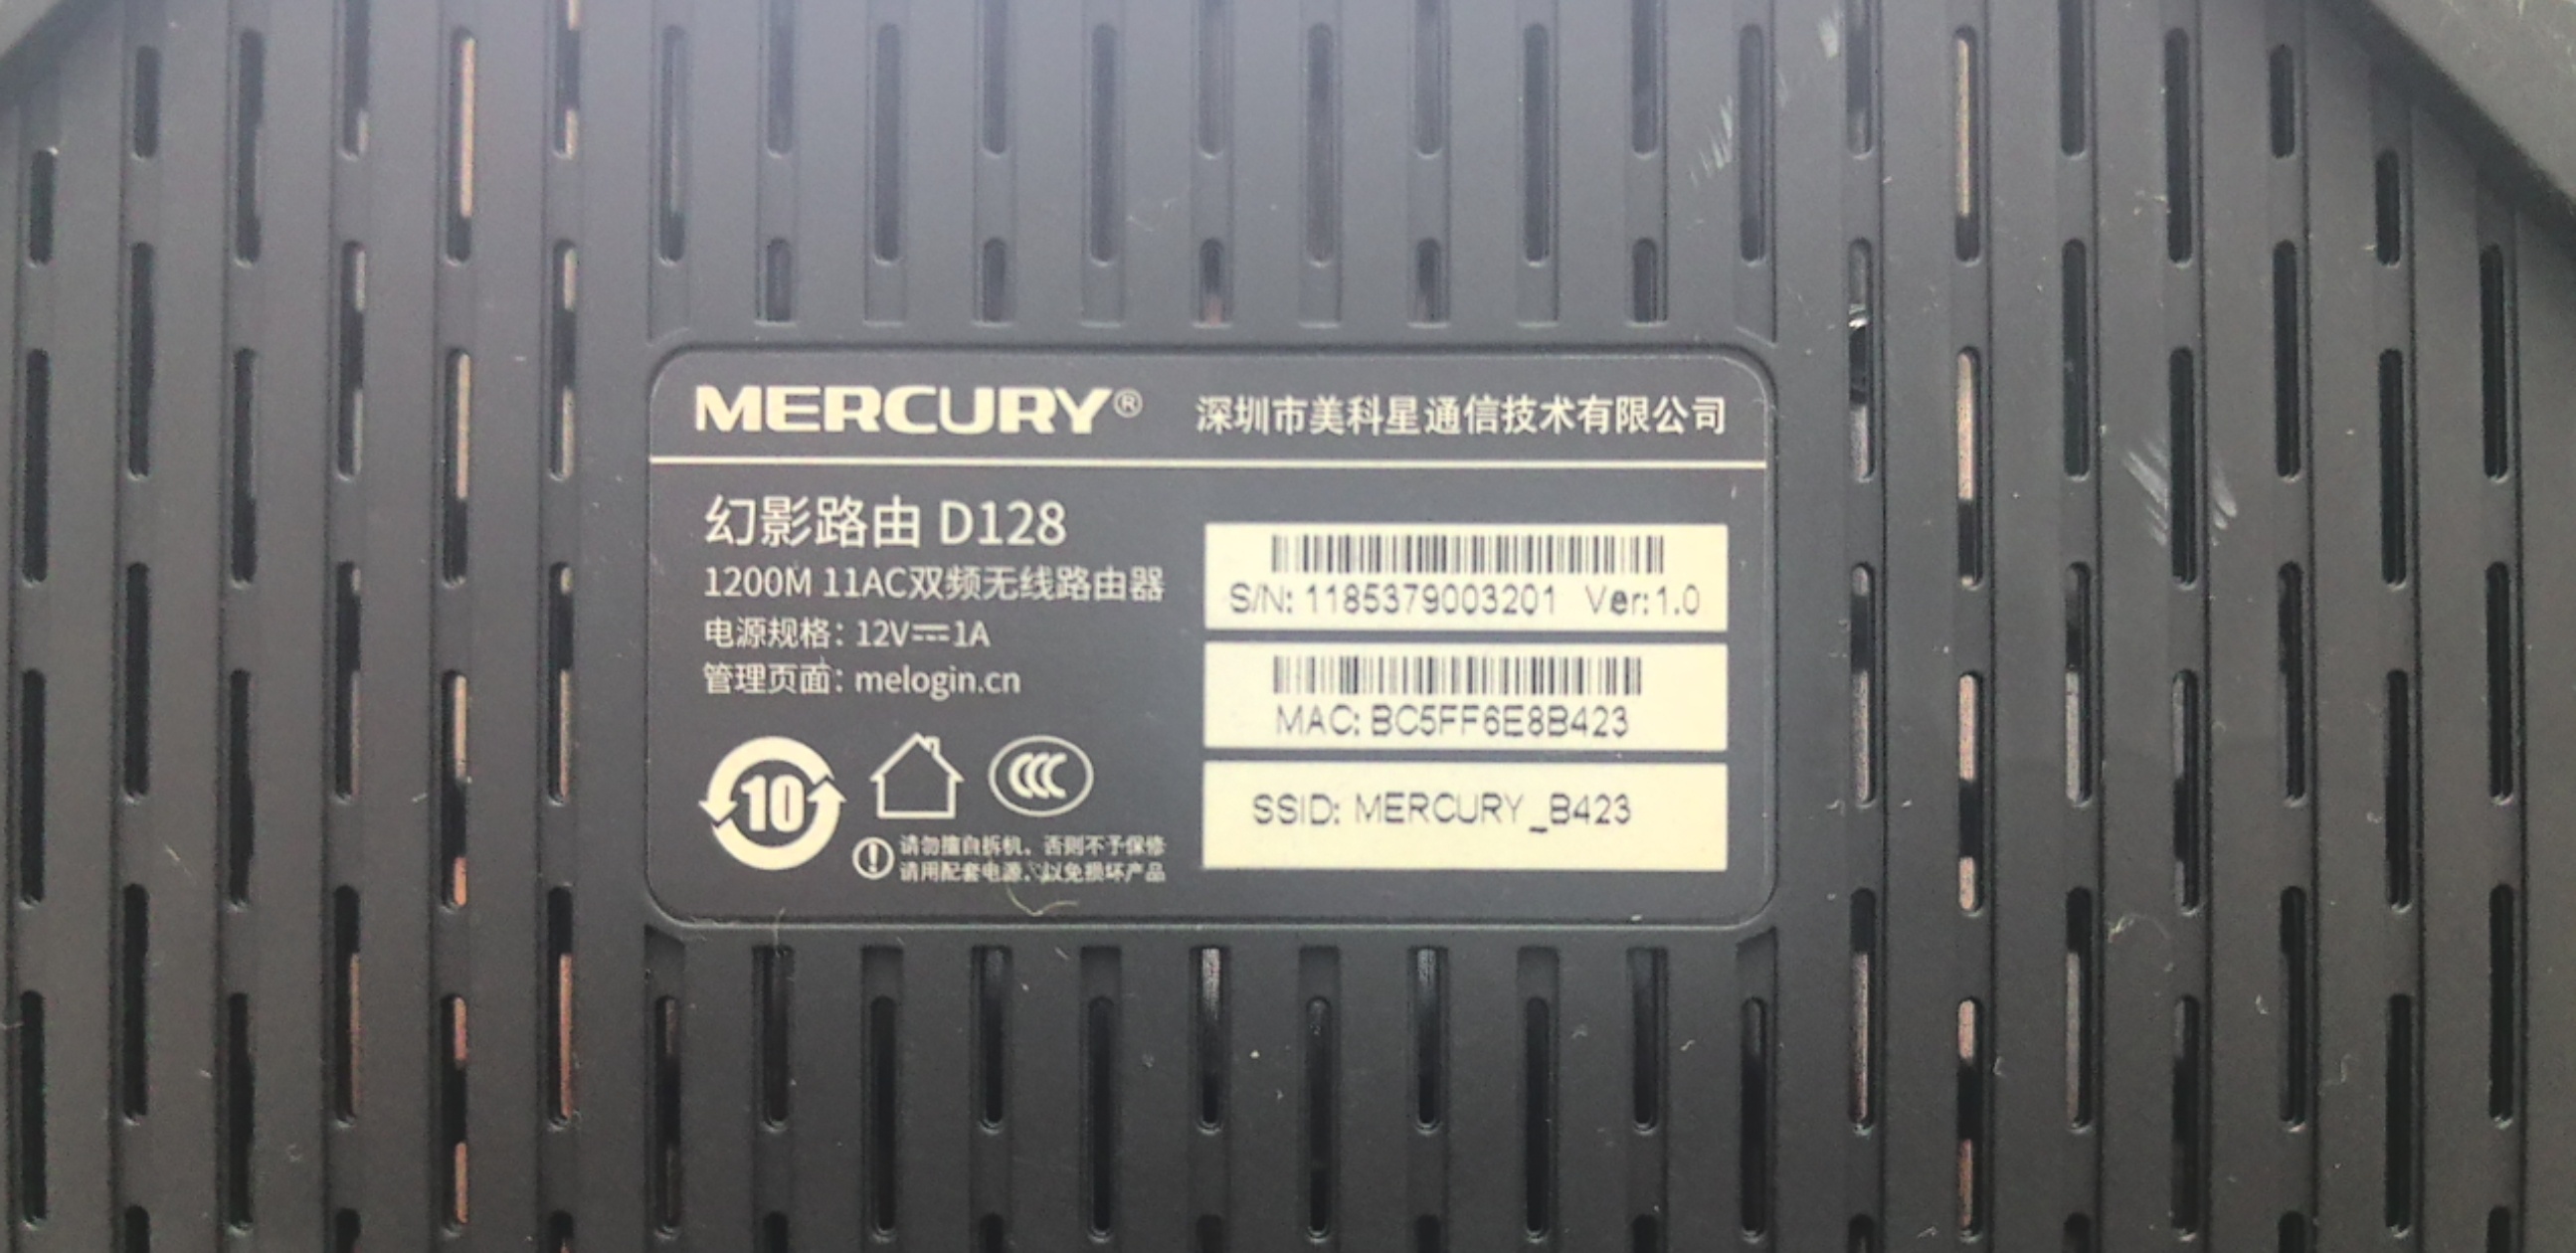 MERCURY® 深圳市美科星通信技术有限公司
幻影路由 D128
1200M 11AC双频无线路由器
电源规格：12V⎓1A
管理页面：melogin.cn
10
CCC
请勿擅自拆机，否则不予保修
请用配套电源，以免损坏产品
S/N: 1185379003201 Ver:1.0
MAC: BC5FF6E8B423
SSID: MERCURY_B423